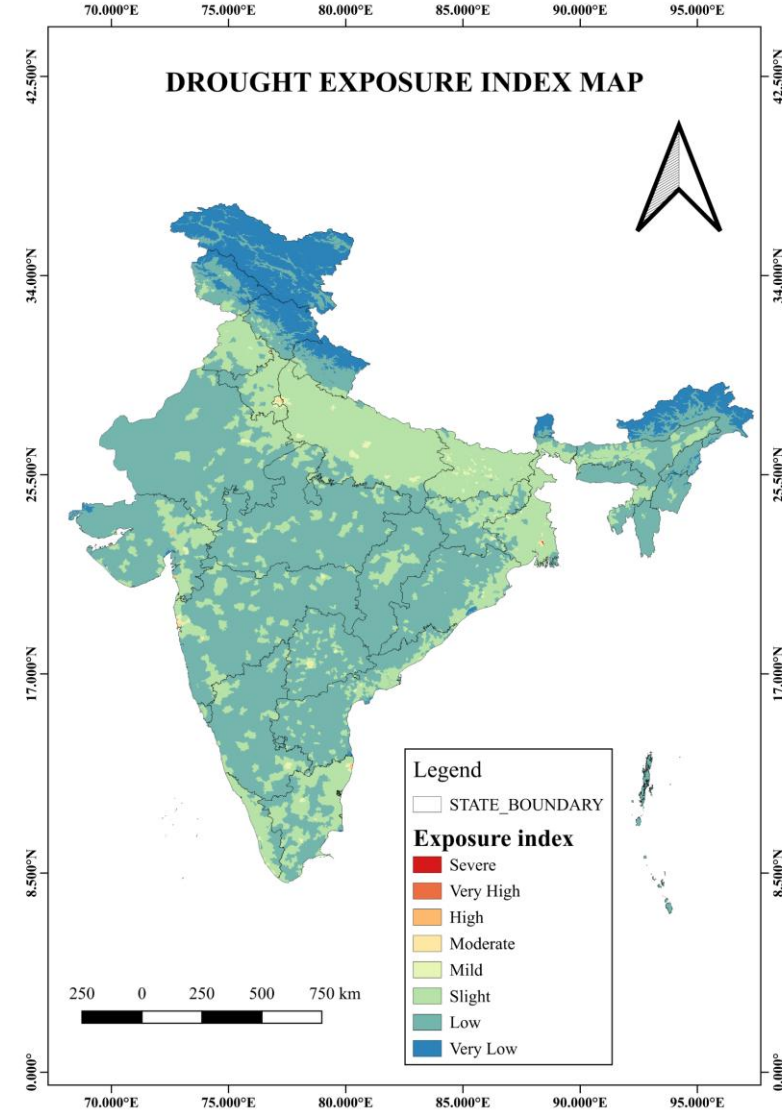 70.000°E 75.000°E 80.000°E 85.000°E 90.000°E 95.000°E
42.500°N 42.500°N
DROUGHT EXPOSURE INDEX MAP
34.000°N 34.000°N
25.500°N 25.500°N
17.000°N 17.000°N
Legend
STATE_BOUNDARY
Exposure index
Severe
Very High
High
Moderate
Mild
Slight
Low
Very Low
8.500°N 8.500°N
250 0 250 500 750 km
0.000° 0.000°
70.000°E 75.000°E 80.000°E 85.000°E 90.000°E 95.000°E